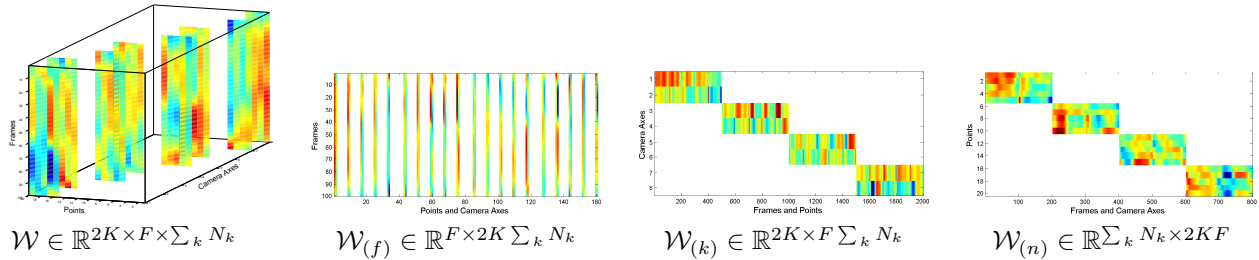 Frames
Points
Camera Axes
Frames
10
20
30
40
50
60
70
80
90
100
20 40 60 80 100 120 140 160
Points and Camera Axes
Camera Axes
1
2
3
4
5
6
7
8
200 400 600 800 1000 1200 1400 1600 1800 2000
Frames and Points
Points
2
4
6
8
10
12
14
16
18
20
100 200 300 400 500 600 700 800
Frames and Camera Axes
𝒲 ∈ ℝ^{2K×F×∑_k N_k}
𝒲_{(f)} ∈ ℝ^{F×2K ∑_k N_k}
𝒲_{(k)} ∈ ℝ^{2K×F ∑_k N_k}
𝒲_{(n)} ∈ ℝ^{∑_k N_k×2KF}